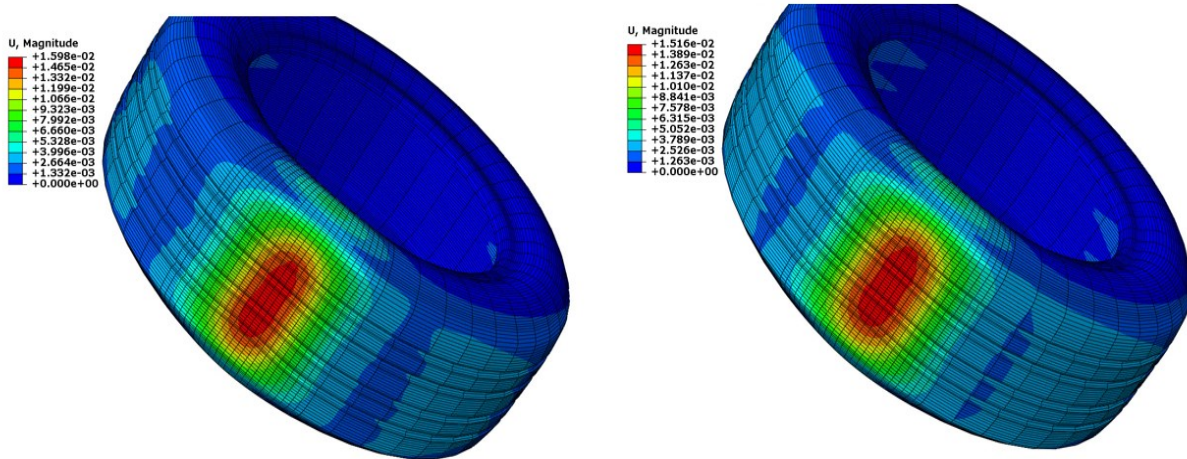 U, Magnitude
+1.598e-02
+1.465e-02
+1.332e-02
+1.199e-02
+1.066e-02
+9.323e-03
+7.992e-03
+6.660e-03
+5.328e-03
+3.996e-03
+2.664e-03
+1.332e-03
+0.000e+00
U, Magnitude
+1.516e-02
+1.389e-02
+1.263e-02
+1.137e-02
+1.010e-02
+8.841e-03
+7.578e-03
+6.315e-03
+5.052e-03
+3.789e-03
+2.526e-03
+1.263e-03
+0.000e+00